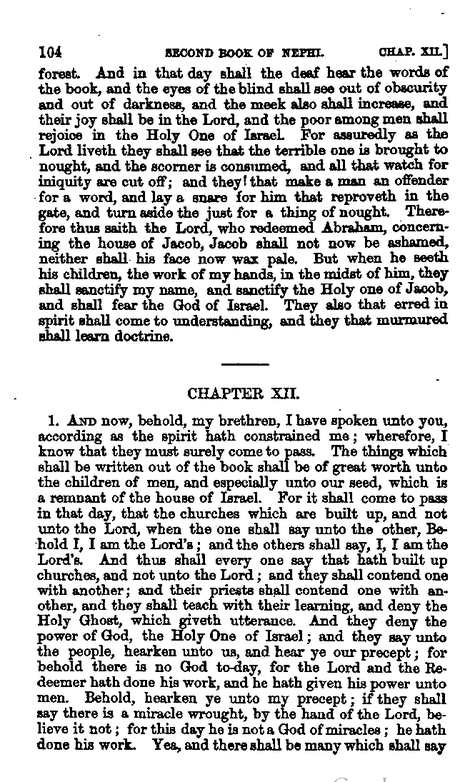 104 SECOND BOOK OF NEPHI. CHAP. XII.]
forest. And in that day shall the deaf hear the words of
the book, and the eyes of the blind shall see out of obscurity
and out of darkness, and the meek also shall increase, and
their joy shall be in the Lord, and the poor among men shall
rejoice in the Holy One of Israel. For assuredly as the
Lord liveth they shall see that the terrible one is brought to
nought, and the scorner is consumed, and all that watch for
iniquity are cut off; and they that make a man an offender
for a word, and lay a snare for him that reproveth in the
gate, and turn aside the just for a thing of nought. There-
fore thus saith the Lord, who redeemed Abraham, concern-
ing the house of Jacob, Jacob shall not now be ashamed,
neither shall his face now wax pale. But when he seeth
his children, the work of my hands, in the midst of him, they
shall sanctify my name, and sanctify the Holy one of Jacob,
and shall fear the God of Israel. They also that erred in
spirit shall come to understanding, and they that murmured
shall learn doctrine.
CHAPTER XII.
1. AND now, behold, my brethren, I have spoken unto you,
according as the spirit hath constrained me; wherefore, I
know that they must surely come to pass. The things which
shall be written out of the book shall be of great worth unto
the children of men, and especially unto our seed, which is
a remnant of the house of Israel. For it shall come to pass
in that day, that the churches which are built up, and not
unto the Lord, when the one shall say unto the other, Be-
hold I, I am the Lord's; and the others shall say, I, I am the
Lord's. And thus shall every one say that hath built up
churches, and not unto the Lord; and they shall contend one
with another; and their priests shall contend one with an-
other, and they shall teach with their learning, and deny the
Holy Ghost, which giveth utterance. And they deny the
power of God, the Holy One of Israel; and they say unto
the people, hearken unto us, and hear ye our precept; for
behold there is no God to-day, for the Lord and the Re-
deemer hath done his work, and he hath given his power unto
men. Behold, hearken ye unto my precept; if they shall
say there is a miracle wrought, by the hand of the Lord, be-
lieve it not; for this day he is not a God of miracles; he hath
done his work. Yea, and there shall be many which shall say